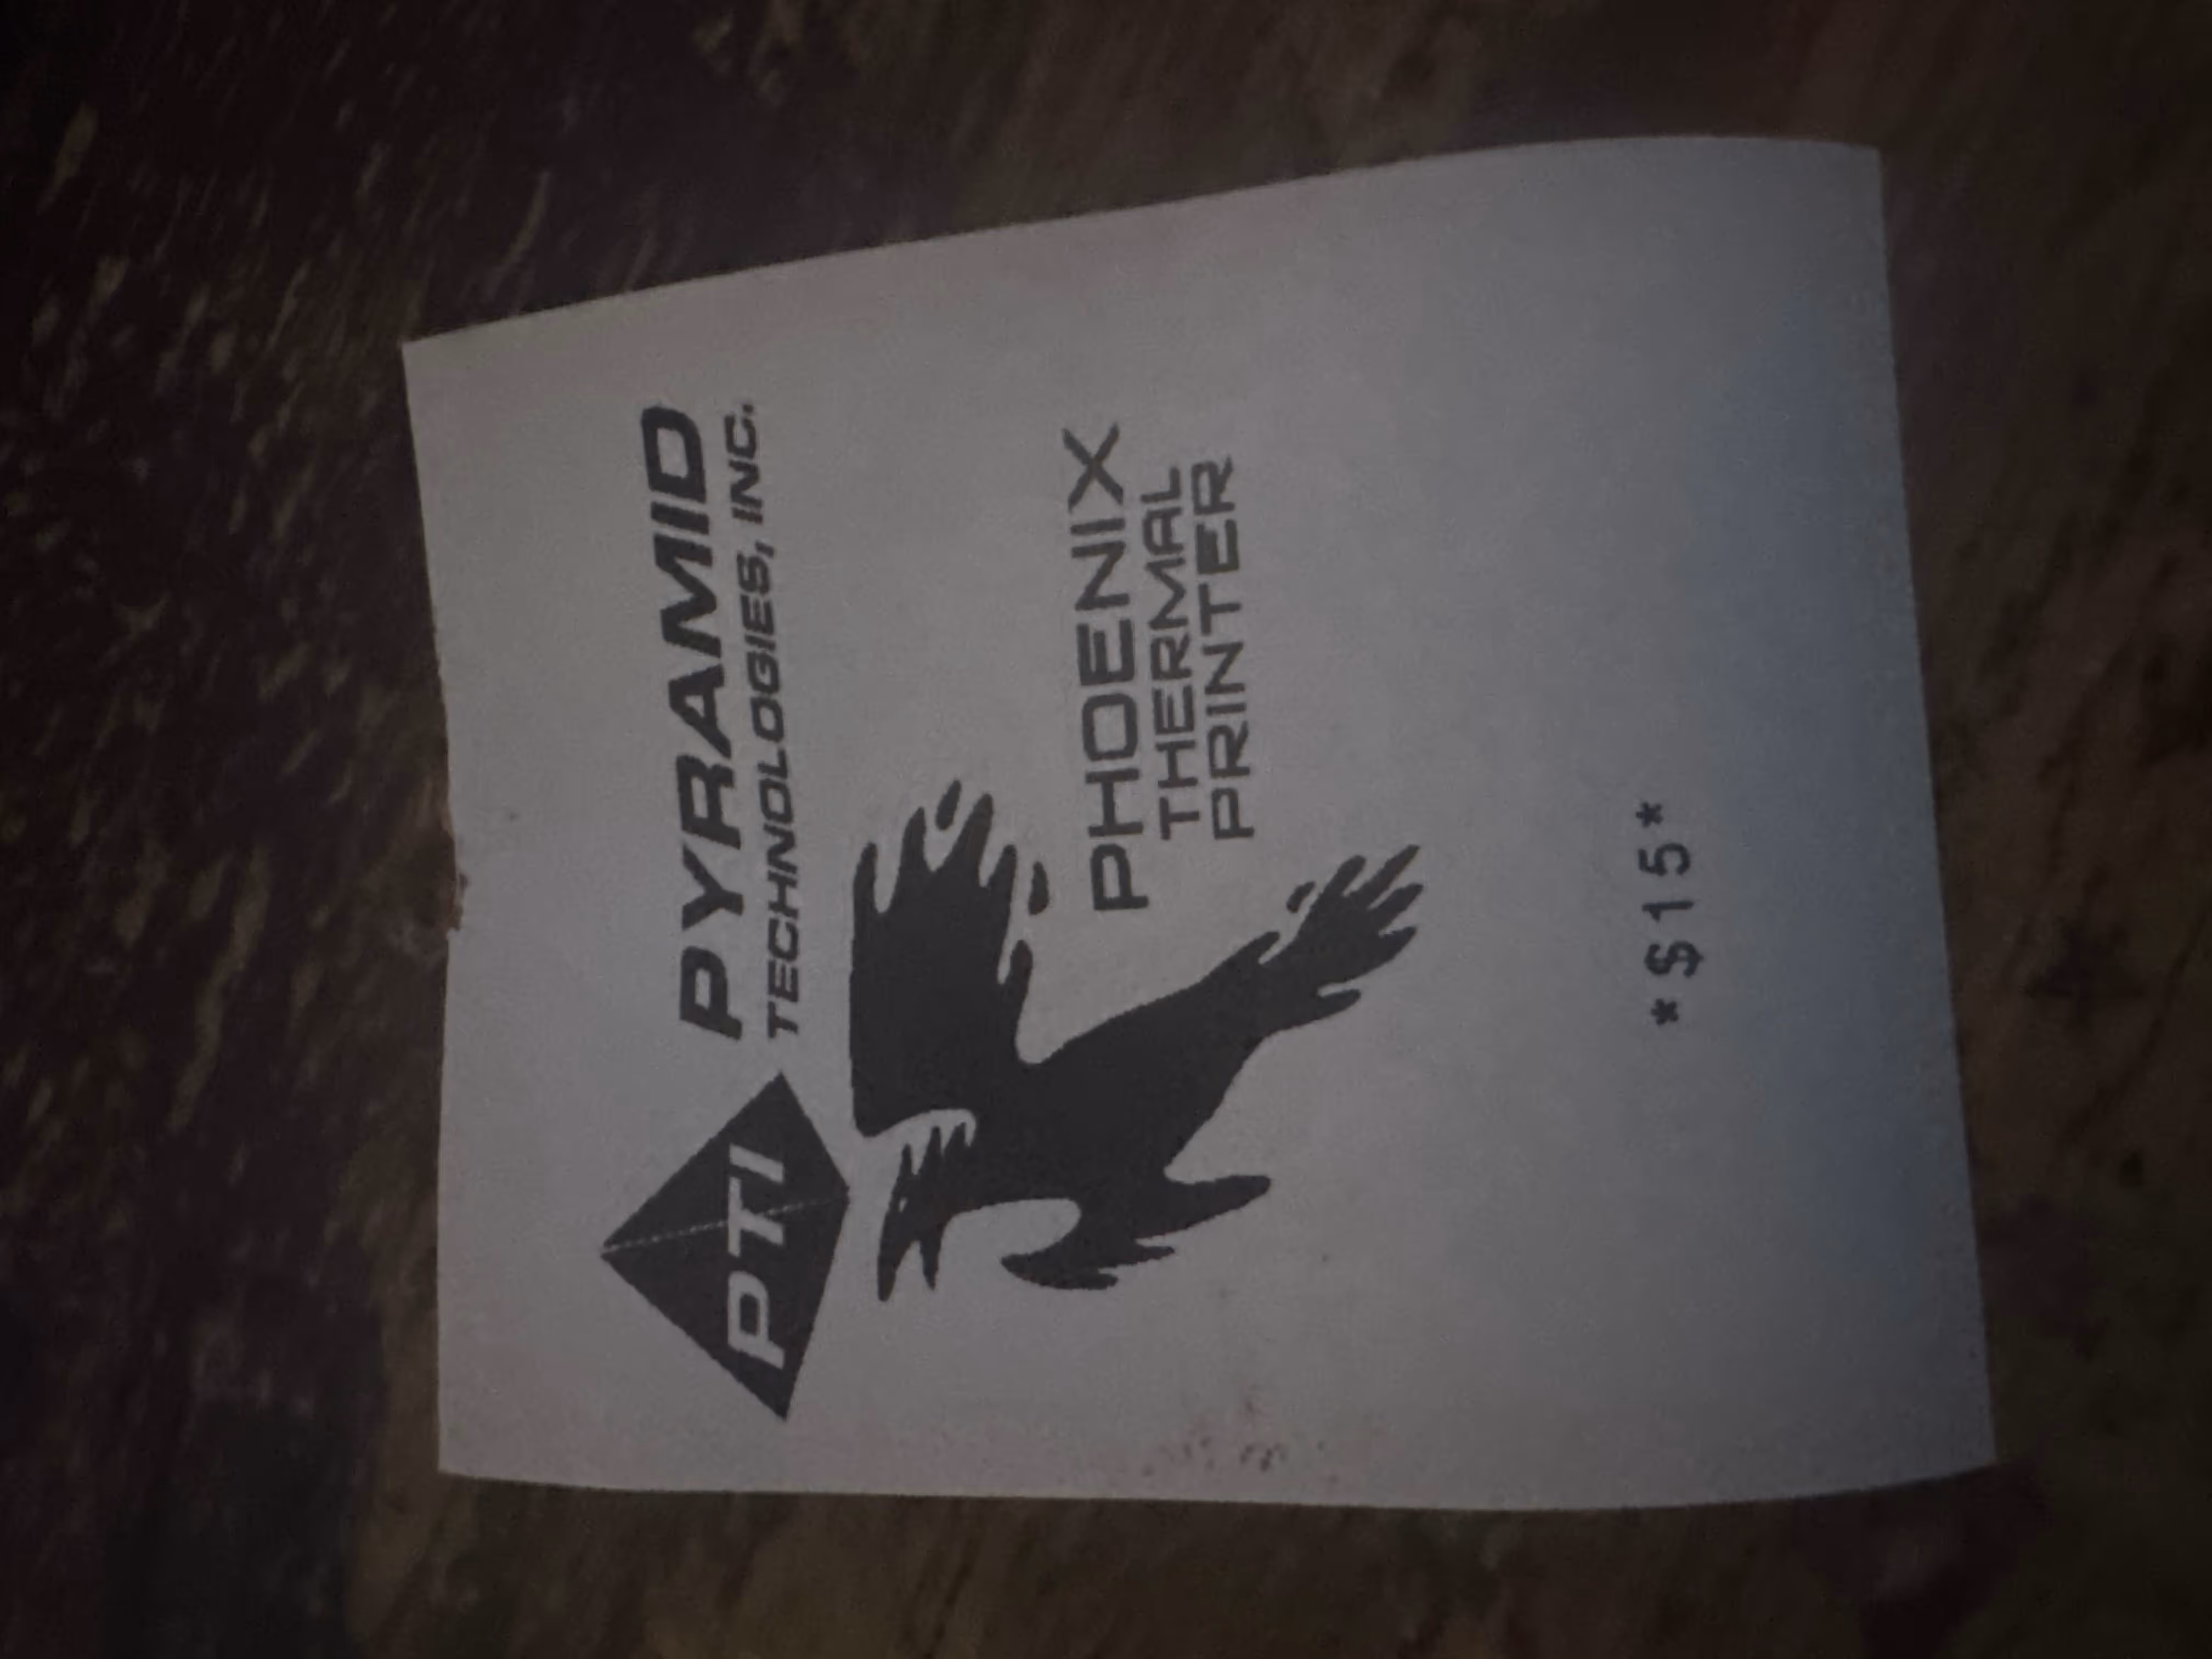 PTI
PYRAMID
TECHNOLOGIES, INC.
PHOENIX
THERMAL
PRINTER
*$15*